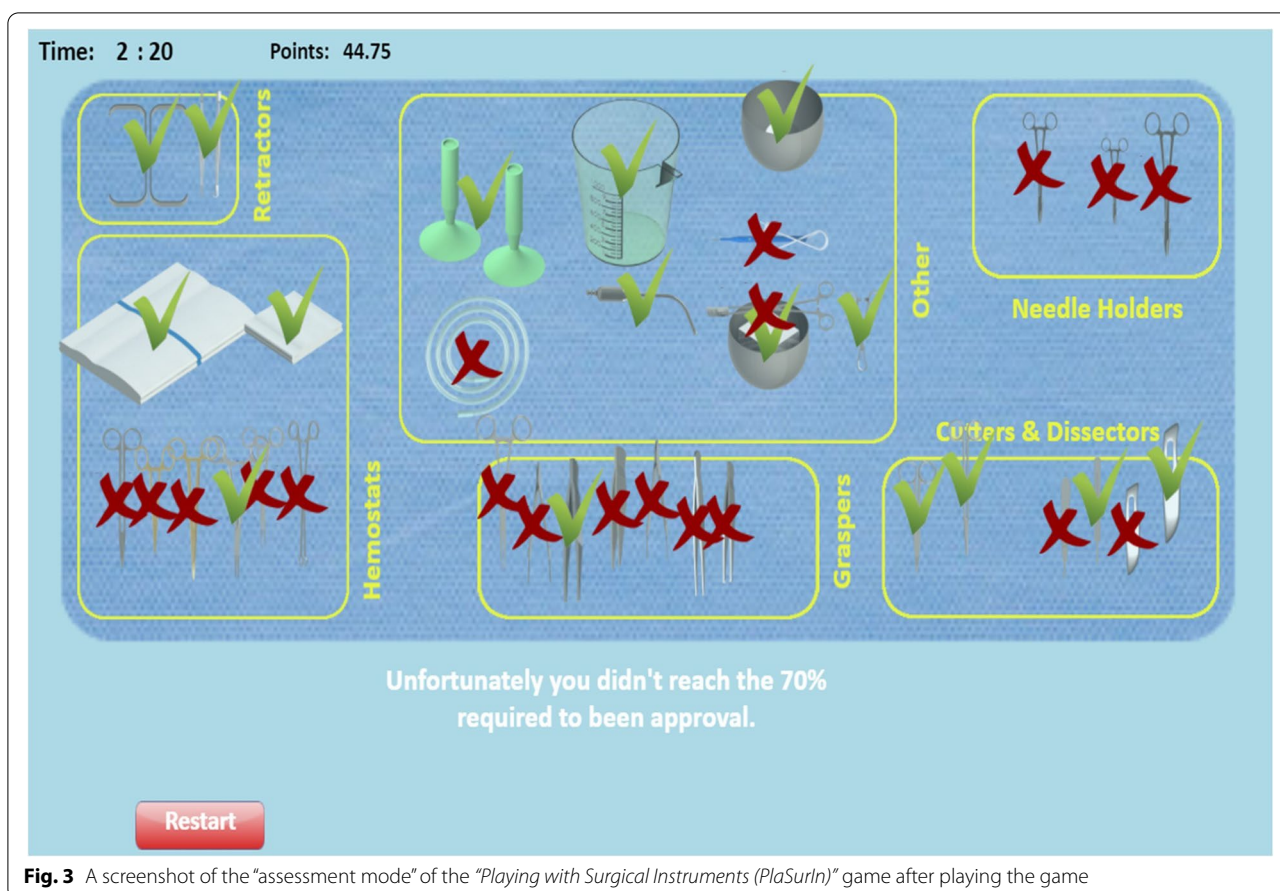 Time: 2 : 20 Points: 44.75
Retractors
Other
Needle Holders
Hemostats
Graspers
Cutters & Dissectors
Unfortunately you didn't reach the 70%
required to been approval.
Restart
Fig. 3 A screenshot of the "assessment mode" of the "Playing with Surgical Instruments (PlaSurIn)" game after playing the game